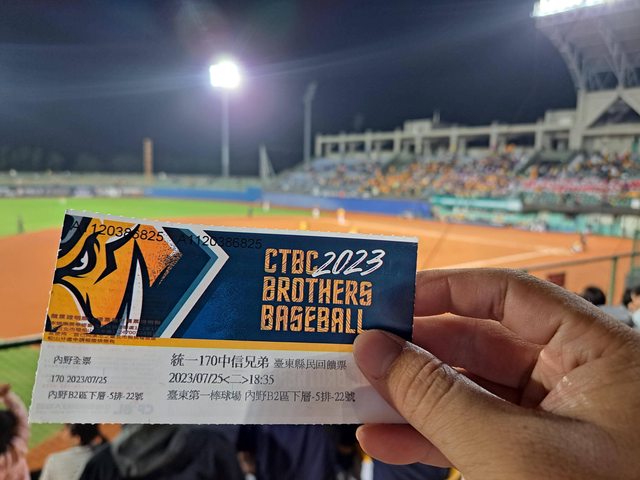 A1120386825
A1120386825
CTBC 2023
BROTHERS
BASEBALL
內野全票
170 2023/07/25
內野B2區下層-5排-22號
統一170中信兄弟 臺東縣民回饋票
2023/07/25<二>18:35
臺東第一棒球場 內野B2區下層-5排-22號